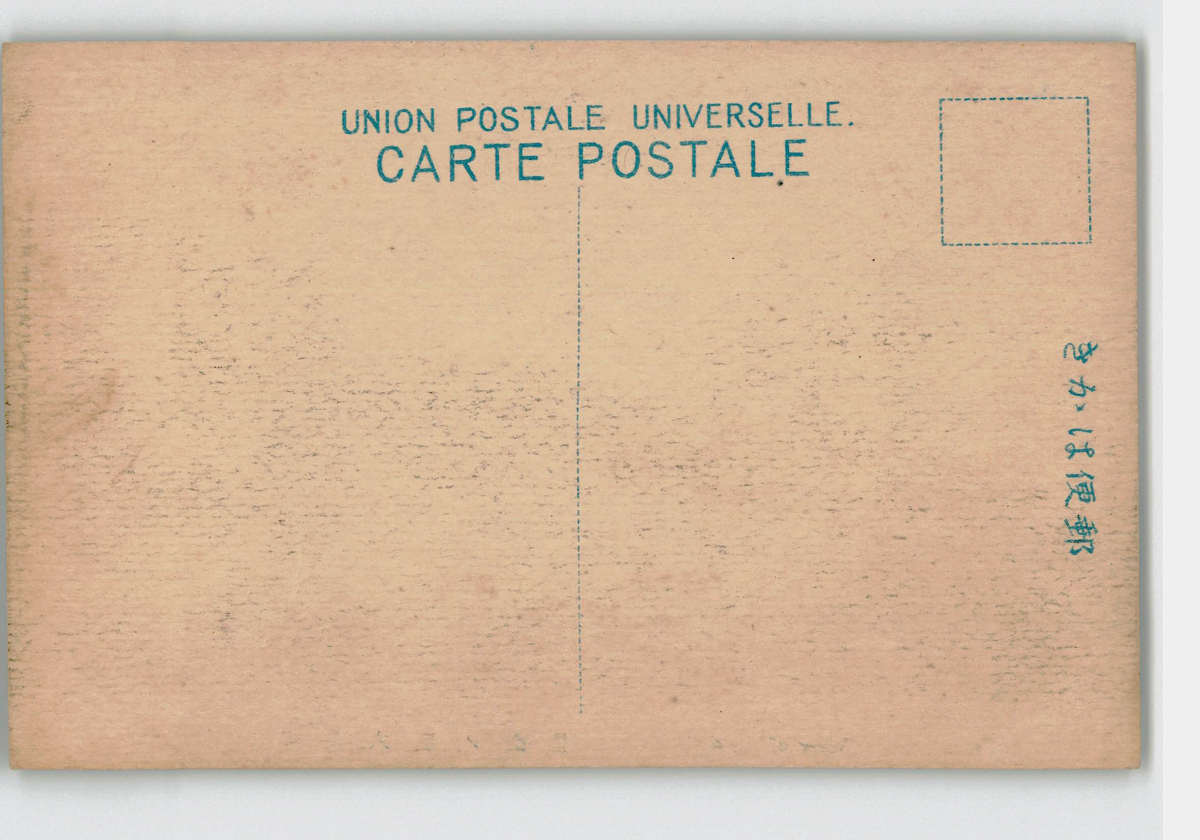 UNION POSTALE UNIVERSELLE.
CARTE POSTALE
郵便はがき